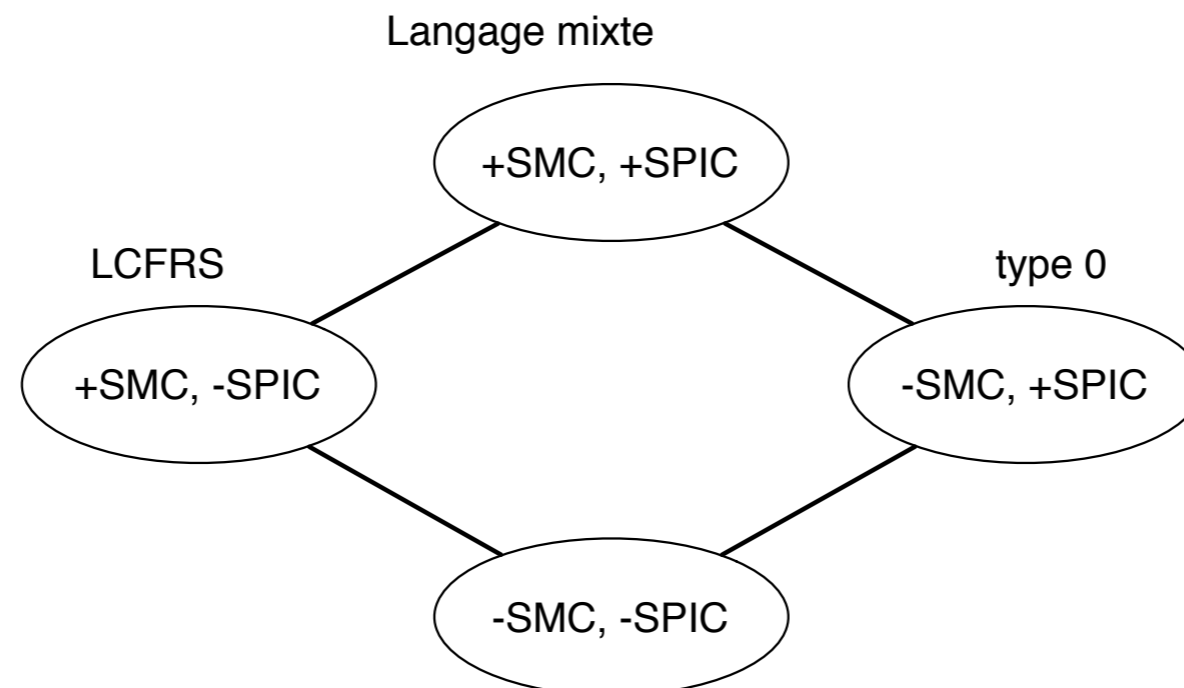 Langage mixte
+SMC, +SPIC
LCFRS
type 0
+SMC, -SPIC
-SMC, +SPIC
-SMC, -SPIC